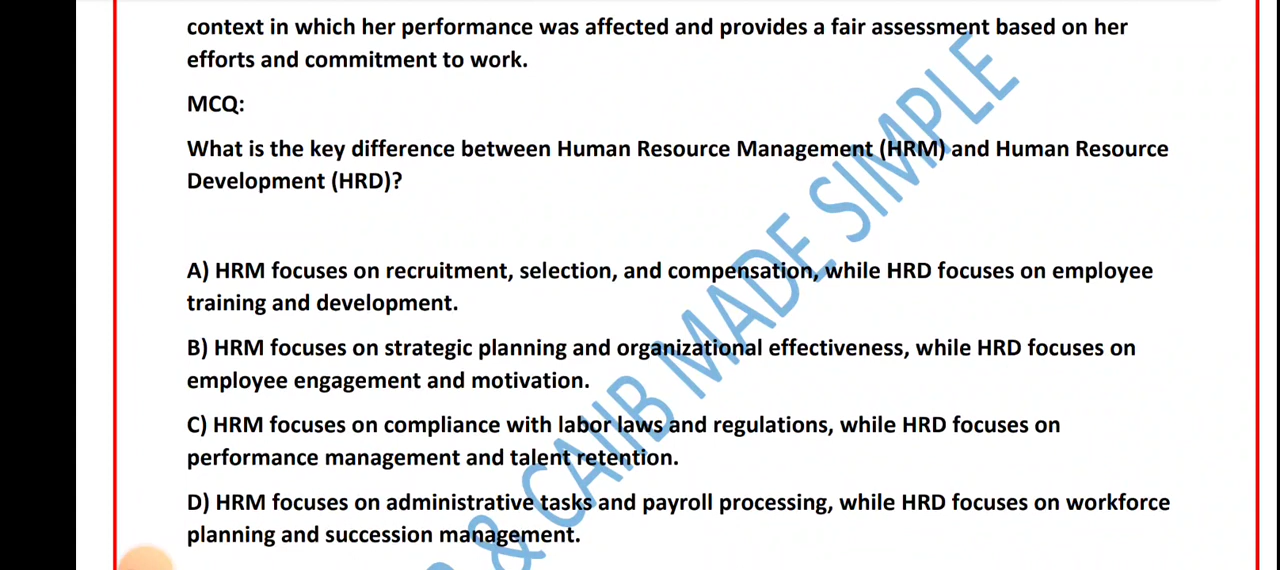 context in which her performance was affected and provides a fair assessment based on her
efforts and commitment to work.
MCQ:
What is the key difference between Human Resource Management (HRM) and Human Resource
Development (HRD)?
A) HRM focuses on recruitment, selection, and compensation, while HRD focuses on employee
training and development.
B) HRM focuses on strategic planning and organizational effectiveness, while HRD focuses on
employee engagement and motivation.
C) HRM focuses on compliance with labor laws and regulations, while HRD focuses on
performance management and talent retention.
D) HRM focuses on administrative tasks and payroll processing, while HRD focuses on workforce
planning and succession management.
& CAIIB MADE SIMPLE